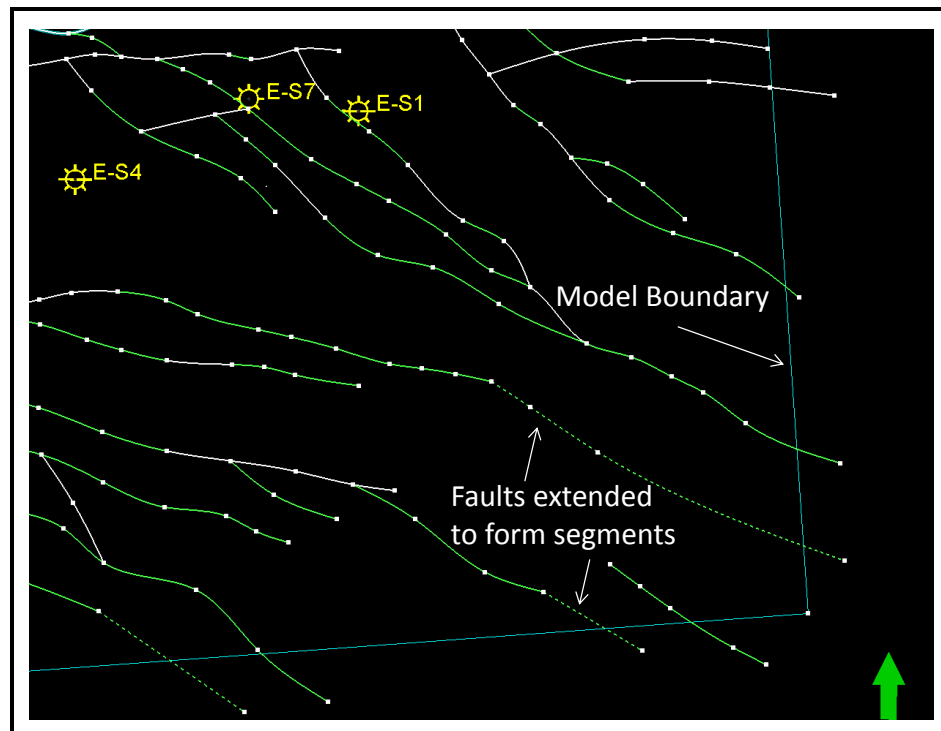 E-S7
E-S1
E-S4
Model Boundary
Faults extended
to form segments